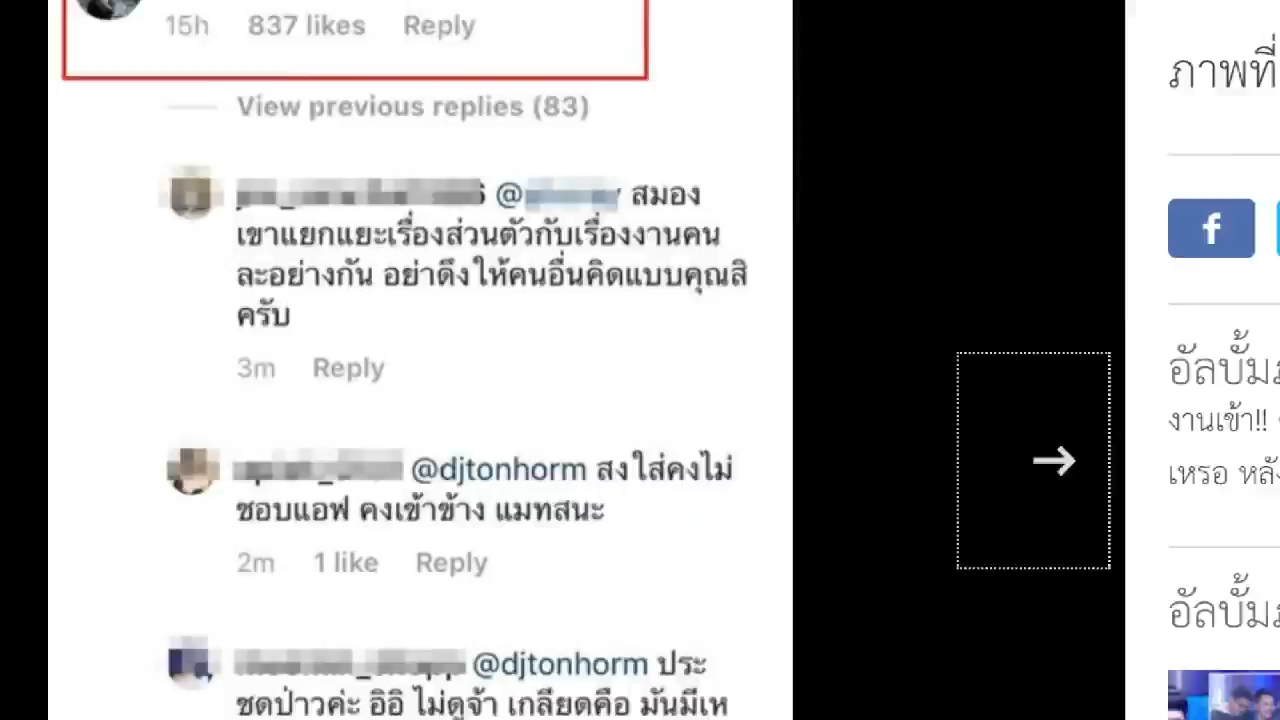 15h 837 likes Reply
View previous replies (83)
@ สมอง
เขาแยกแยะเรื่องส่วนตัวกับเรื่องงานคน
ละอย่างกัน อย่าดึงให้คนอื่นคิดแบบคุณสิ
ครับ
3m Reply
@djtonhorm สงใส่คงไม่
ชอบแอฟ คงเข้าข้าง แมทสนะ
2m 1 like Reply
@djtonhorm ประ
ชดป่าวค่ะ อิอิ ไม่ดูจ้า เกลียดคือ มันมีเห
→
ภาพที่
f
อัลบั้มภ
งานเข้า!!
เหรอ หลัง
อัลบั้มภ